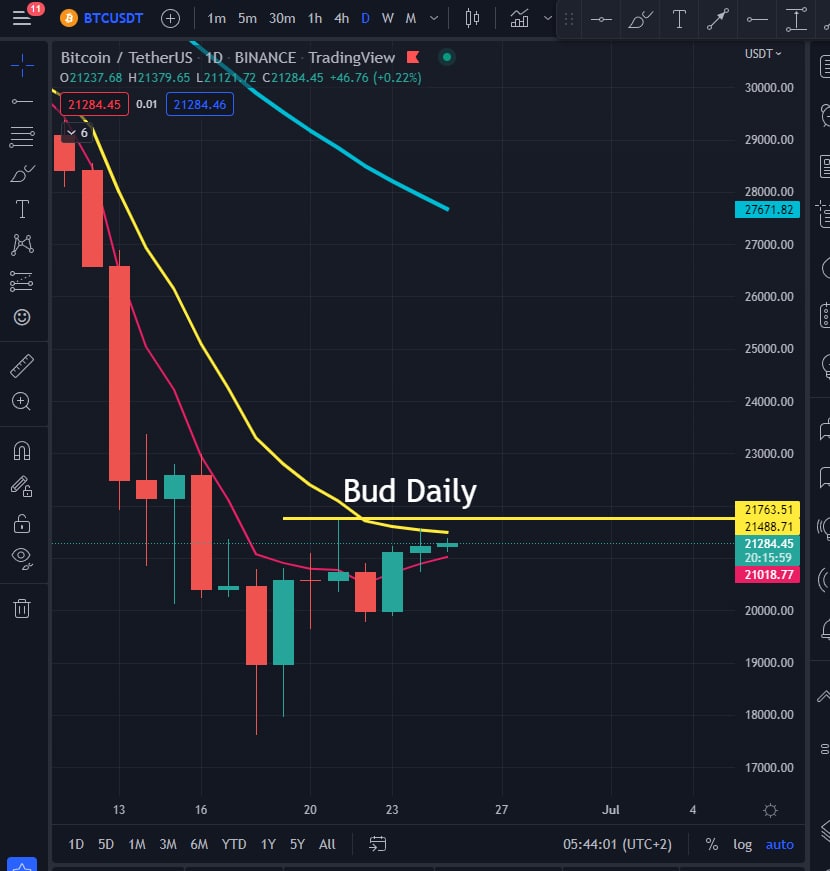 11
BTCUSDT
1m 5m 30m 1h 4h D W M
Bitcoin / TetherUS · 1D · BINANCE · TradingView
O21237.68 H21379.65 L21121.72 C21284.45 +46.76 (+0.22%)
21284.45 0.01 21284.46
6
USDT
30000.00
29000.00
28000.00
27671.82
27000.00
26000.00
25000.00
24000.00
23000.00
Bud Daily
21763.51
21488.71
21284.45
20:15:59
21018.77
20000.00
19000.00
18000.00
17000.00
13 16 20 23 27 Jul 4
1D 5D 1M 3M 6M YTD 1Y 5Y All 05:44:01 (UTC+2) % log auto